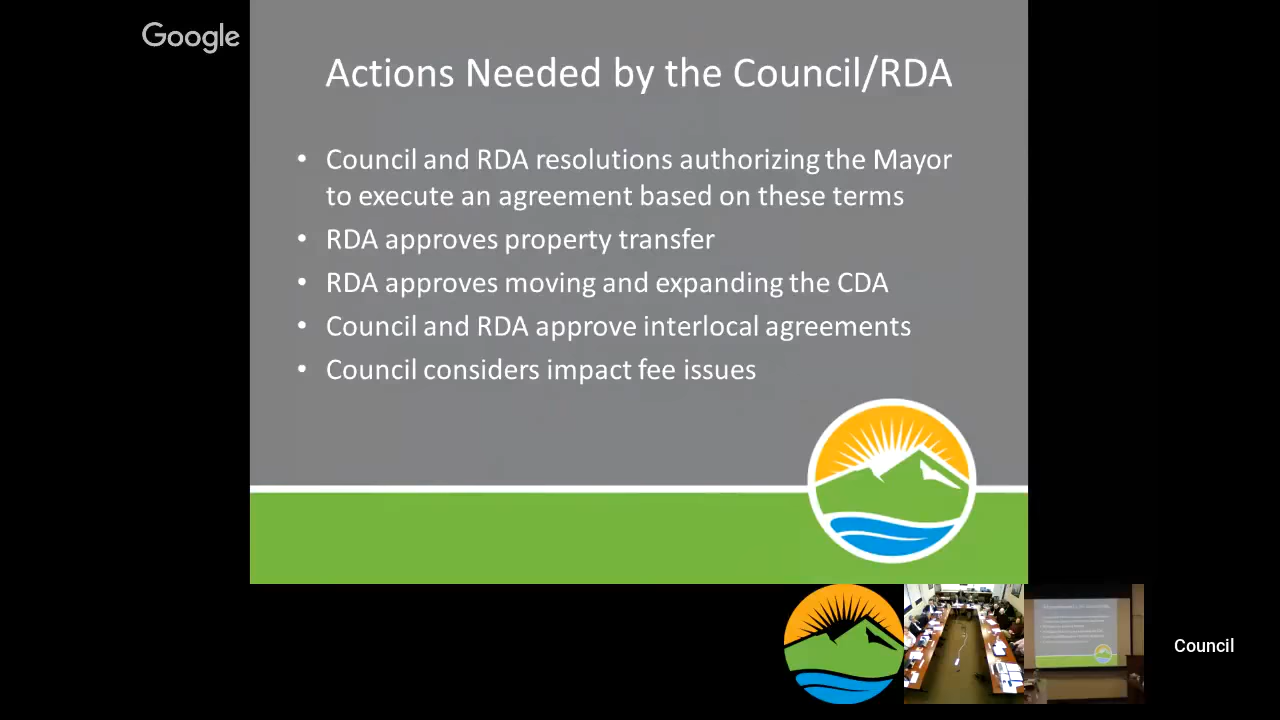 Google
Actions Needed by the Council/RDA
• Council and RDA resolutions authorizing the Mayor
to execute an agreement based on these terms
• RDA approves property transfer
• RDA approves moving and expanding the CDA
• Council and RDA approve interlocal agreements
• Council considers impact fee issues
Council